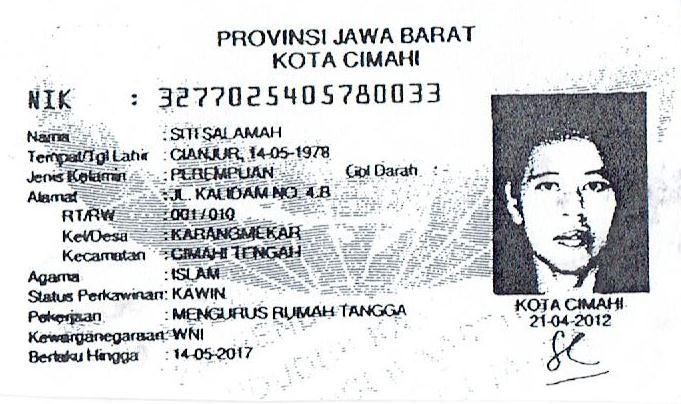 PROVINSI JAWA BARAT
KOTA CIMAHI
NIK : 3277025405780033
Nama : SITI SALAMAH
Tempat/Tgl Lahir : CIANJUR, 14-05-1978
Jenis Kelamin : PEREMPUAN Gol Darah : -
Alamat : JL. KALIDAM NO. 4.B
RT/RW : 001 / 010
Kel/Desa : KARANGMEKAR
Kecamatan : CIMAHI TENGAH
Agama : ISLAM
Status Perkawinan : KAWIN
Pekerjaan : MENGURUS RUMAH TANGGA
Kewarganegaraan : WNI
Berlaku Hingga : 14-05-2017
KOTA CIMAHI
21-04-2012